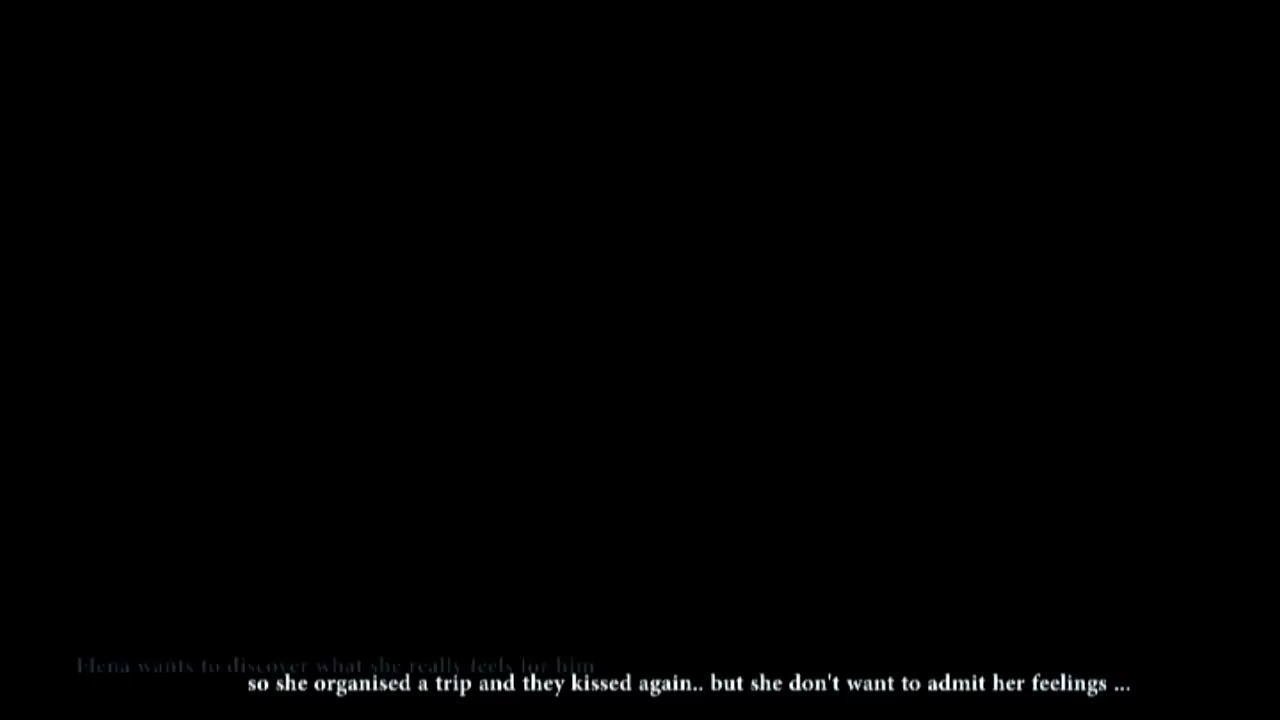 Elena wants to discover what she really feels for him
so she organised a trip and they kissed again.. but she don't want to admit her feelings ...